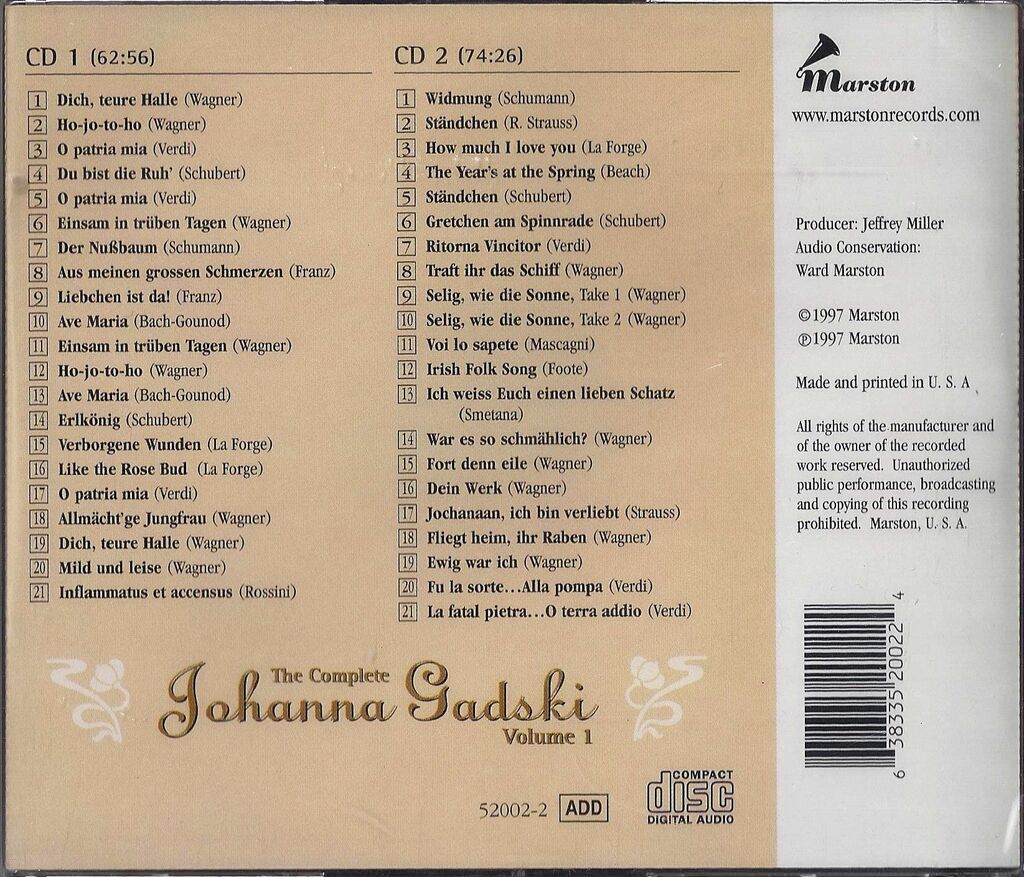 CD 1 (62:56)
1 Dich, teure Halle (Wagner)
2 Ho-jo-to-ho (Wagner)
3 O patria mia (Verdi)
4 Du bist die Ruh' (Schubert)
5 O patria mia (Verdi)
6 Einsam in trüben Tagen (Wagner)
7 Der Nußbaum (Schumann)
8 Aus meinen grossen Schmerzen (Franz)
9 Liebchen ist da! (Franz)
10 Ave Maria (Bach-Gounod)
11 Einsam in trüben Tagen (Wagner)
12 Ho-jo-to-ho (Wagner)
13 Ave Maria (Bach-Gounod)
14 Erlkönig (Schubert)
15 Verborgene Wunden (La Forge)
16 Like the Rose Bud (La Forge)
17 O patria mia (Verdi)
18 Allmächt'ge Jungfrau (Wagner)
19 Dich, teure Halle (Wagner)
20 Mild und leise (Wagner)
21 Inflammatus et accensus (Rossini)
CD 2 (74:26)
1 Widmung (Schumann)
2 Ständchen (R. Strauss)
3 How much I love you (La Forge)
4 The Year's at the Spring (Beach)
5 Ständchen (Schubert)
6 Gretchen am Spinnrade (Schubert)
7 Ritorna Vincitor (Verdi)
8 Traft ihr das Schiff (Wagner)
9 Selig, wie die Sonne, Take 1 (Wagner)
10 Selig, wie die Sonne, Take 2 (Wagner)
11 Voi lo sapete (Mascagni)
12 Irish Folk Song (Foote)
13 Ich weiss Euch einen lieben Schatz
(Smetana)
14 War es so schmählich? (Wagner)
15 Fort denn eile (Wagner)
16 Dein Werk (Wagner)
17 Jochanaan, ich bin verliebt (Strauss)
18 Fliegt heim, ihr Raben (Wagner)
19 Ewig war ich (Wagner)
20 Fu la sorte...Alla pompa (Verdi)
21 La fatal pietra...O terra addio (Verdi)
The Complete
Johanna Gadski
Volume 1
52002-2 ADD
COMPACT
disc
DIGITAL AUDIO
Marston
www.marstonrecords.com
Producer: Jeffrey Miller
Audio Conservation:
Ward Marston
©1997 Marston
℗1997 Marston
Made and printed in U. S. A
All rights of the manufacturer and
of the owner of the recorded
work reserved. Unauthorized
public performance, broadcasting
and copying of this recording
prohibited. Marston, U. S. A.
6 38335 20022 4